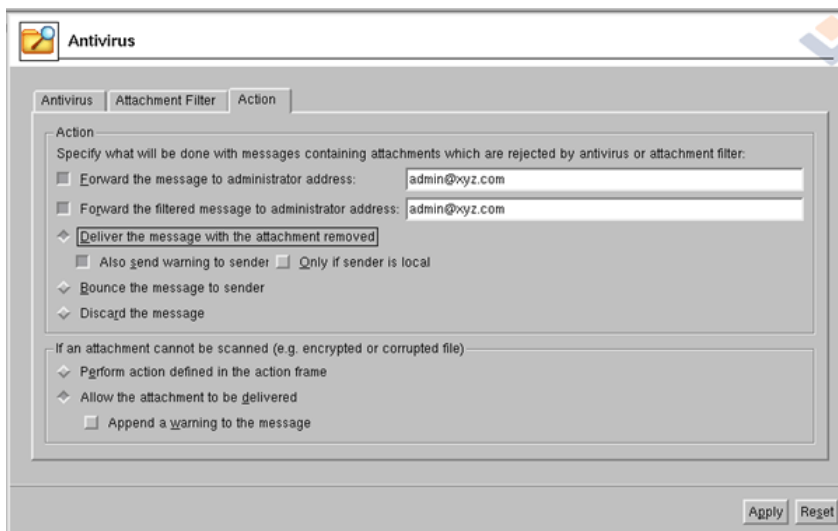 Antivirus
Antivirus Attachment Filter Action
Action
Specify what will be done with messages containing attachments which are rejected by antivirus or attachment filter:
Forward the message to administrator address: admin@xyz.com
Forward the filtered message to administrator address: admin@xyz.com
Deliver the message with the attachment removed
Also send warning to sender Only if sender is local
Bounce the message to sender
Discard the message
If an attachment cannot be scanned (e.g. encrypted or corrupted file)
Perform action defined in the action frame
Allow the attachment to be delivered
Append a warning to the message
Apply Reset